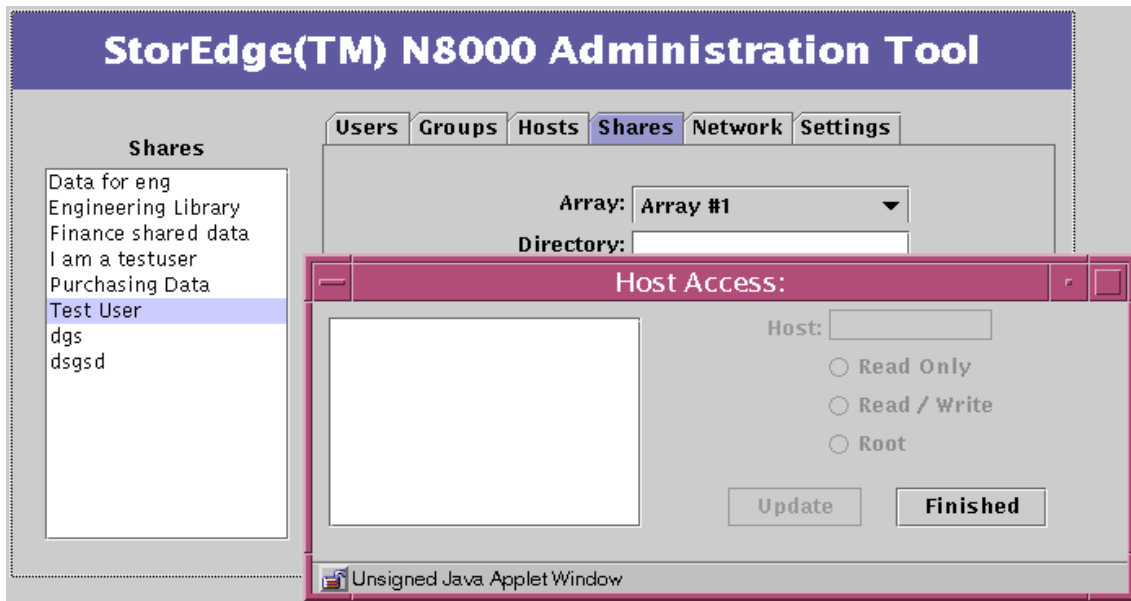 StorEdge(TM) N8000 Administration Tool
Shares
Data for eng
Engineering Library
Finance shared data
I am a testuser
Purchasing Data
Test User
dgs
dsgsd
Users Groups Hosts Shares Network Settings
Array: Array #1
Directory:
Host Access:
Host:
Read Only
Read / Write
Root
Update Finished
Unsigned Java Applet Window